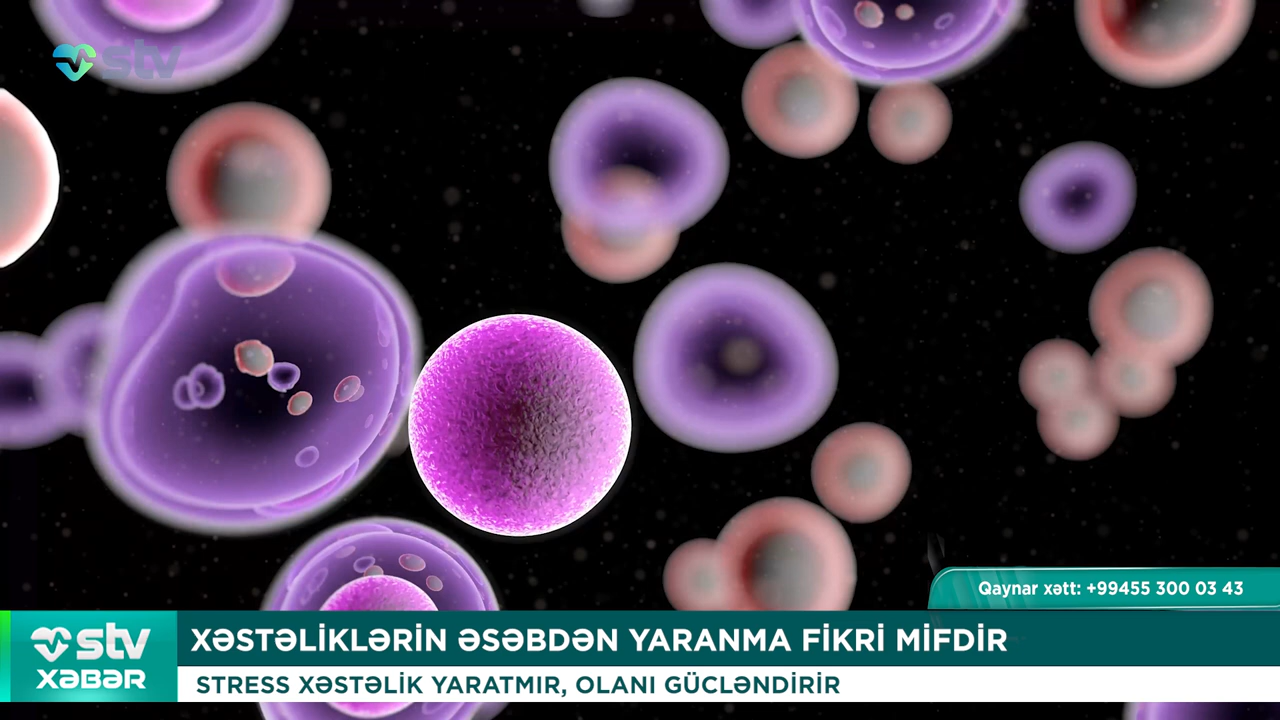 stv
Qaynar xətt: +99455 300 03 43
stv
XƏBƏR
XƏSTƏLİKLƏRİN ƏSƏBDƏN YARANMA FİKRİ MİFDİR
STRESS XƏSTƏLİK YARATMIR, OLANI GÜCLƏNDİRİR